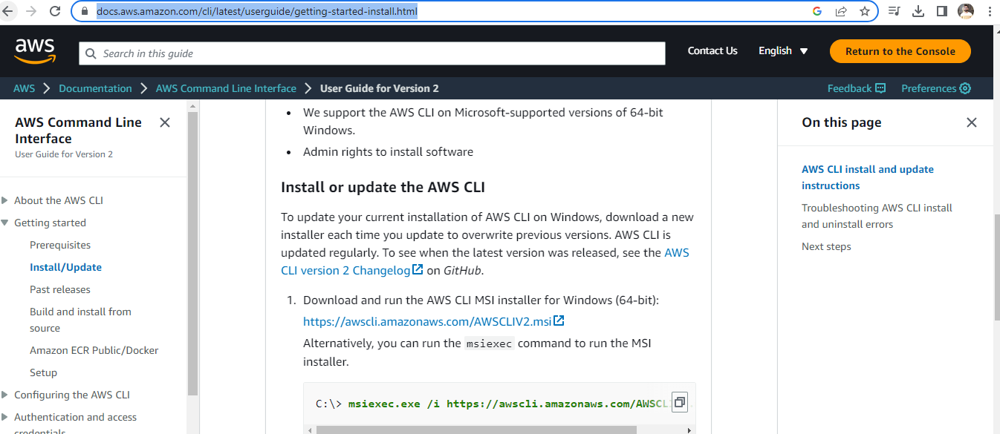 docs.aws.amazon.com/cli/latest/userguide/getting-started-install.html
aws
Search in this guide
Contact Us
English
Return to the Console
AWS
Documentation
AWS Command Line Interface
User Guide for Version 2
Feedback
Preferences
AWS Command Line
Interface
User Guide for Version 2
About the AWS CLI
Getting started
Prerequisites
Install/Update
Past releases
Build and install from
source
Amazon ECR Public/Docker
Setup
Configuring the AWS CLI
Authentication and access
credentials
• We support the AWS CLI on Microsoft-supported versions of 64-bit
Windows.
• Admin rights to install software
Install or update the AWS CLI
To update your current installation of AWS CLI on Windows, download a new
installer each time you update to overwrite previous versions. AWS CLI is
updated regularly. To see when the latest version was released, see the AWS
CLI version 2 Changelog on GitHub.
1. Download and run the AWS CLI MSI installer for Windows (64-bit):
https://awscli.amazonaws.com/AWSCLIV2.msi
Alternatively, you can run the msiexec command to run the MSI
installer.
C:\> msiexec.exe /i https://awscli.amazonaws.com/AWSCL
On this page
AWS CLI install and update
instructions
Troubleshooting AWS CLI install
and uninstall errors
Next steps